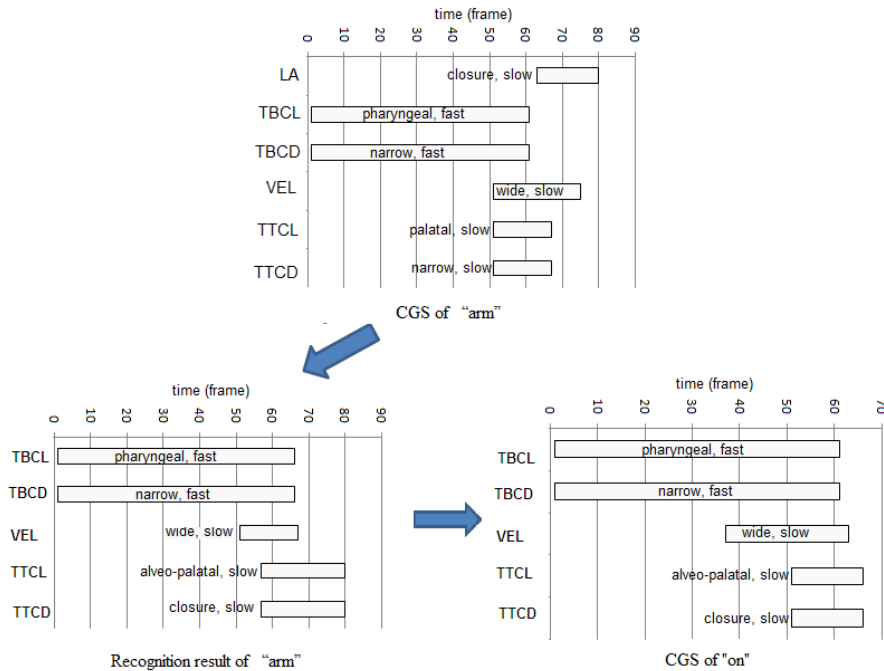 time (frame)
0 10 20 30 40 50 60 70 80 90
LA closure, slow
TBCL pharyngeal, fast
TBCD narrow, fast
VEL wide, slow
TTCL palatal, slow
TTCD narrow, slow
CGS of “arm”
time (frame)
0 10 20 30 40 50 60 70 80 90
TBCL pharyngeal, fast
TBCD narrow, fast
VEL wide, slow
TTCL alveo-palatal, slow
TTCD closure, slow
Recognition result of “arm”
time (frame)
0 10 20 30 40 50 60 70
TBCL pharyngeal, fast
TBCD narrow, fast
VEL wide, slow
TTCL alveo-palatal, slow
TTCD closure, slow
CGS of "on"